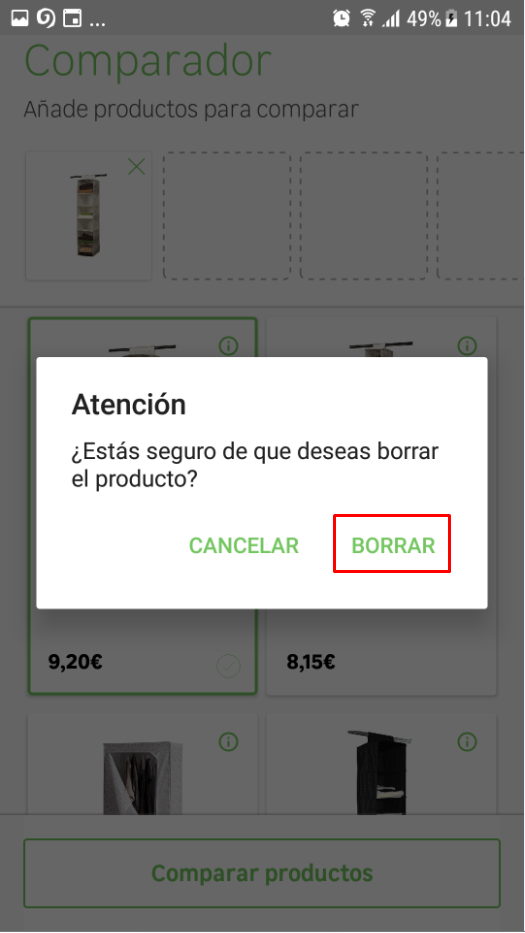 ... 49% 11:04
Comparador
Añade productos para comparar
Atención
¿Estás seguro de que deseas borrar
el producto?
CANCELAR BORRAR
9,20€ 8,15€
Comparar productos